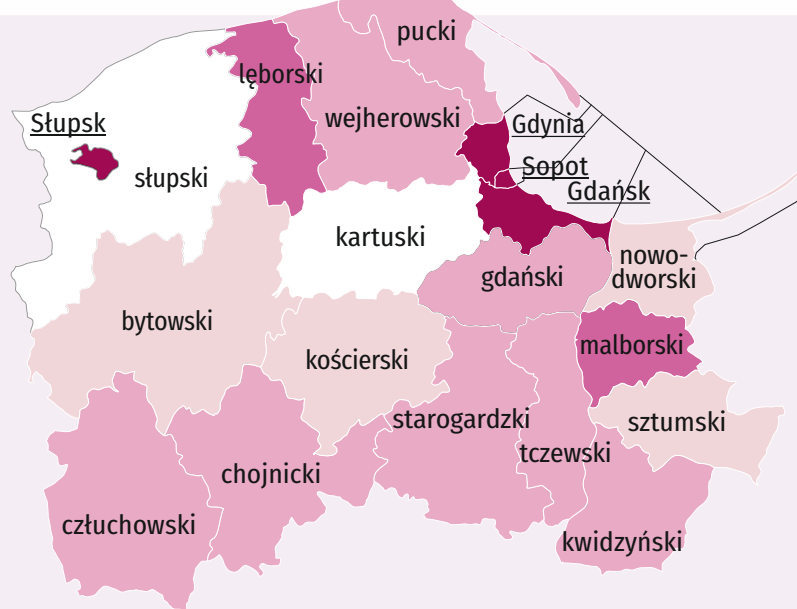 pucki
lęborski
wejherowski
Słupsk
Gdynia
Sopot
słupski
Gdańsk
kartuski
nowo-
dworski
gdański
bytowski
malborski
kościerski
starogardzki
sztumski
tczewski
chojnicki
człuchowski
kwidzyński